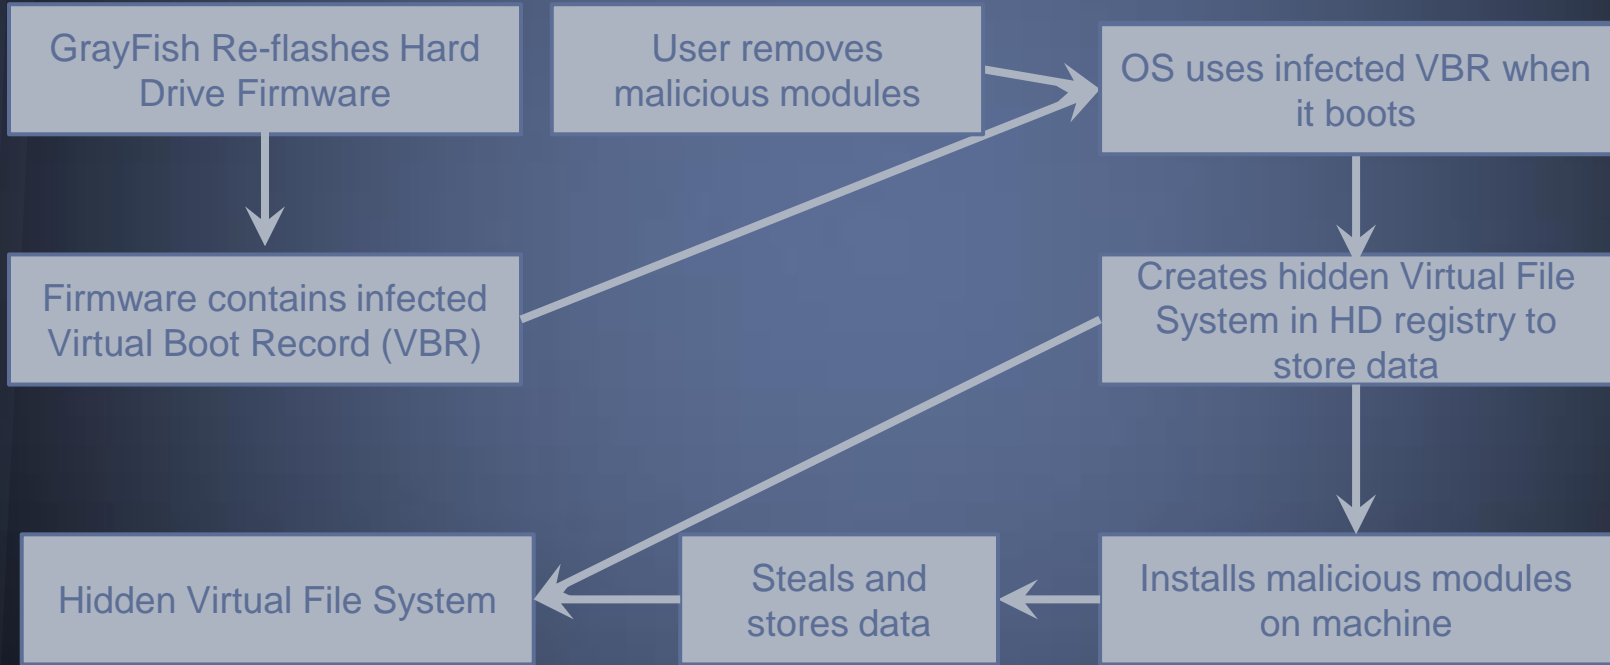 GrayFish Re-flashes Hard
Drive Firmware
User removes
malicious modules
OS uses infected VBR when
it boots
Firmware contains infected
Virtual Boot Record (VBR)
Creates hidden Virtual File
System in HD registry to
store data
Hidden Virtual File System
Steals and
stores data
Installs malicious modules
on machine